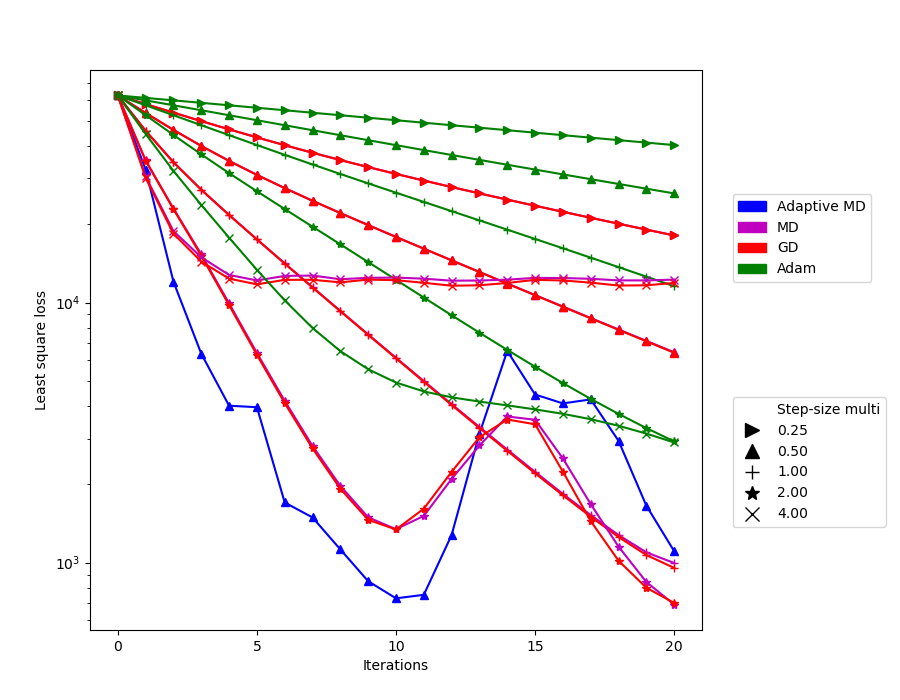 Least square loss
10⁴
10³
0 5 10 15 20
Iterations
Adaptive MD
MD
GD
Adam
Step-size multi
0.25
0.50
1.00
2.00
4.00